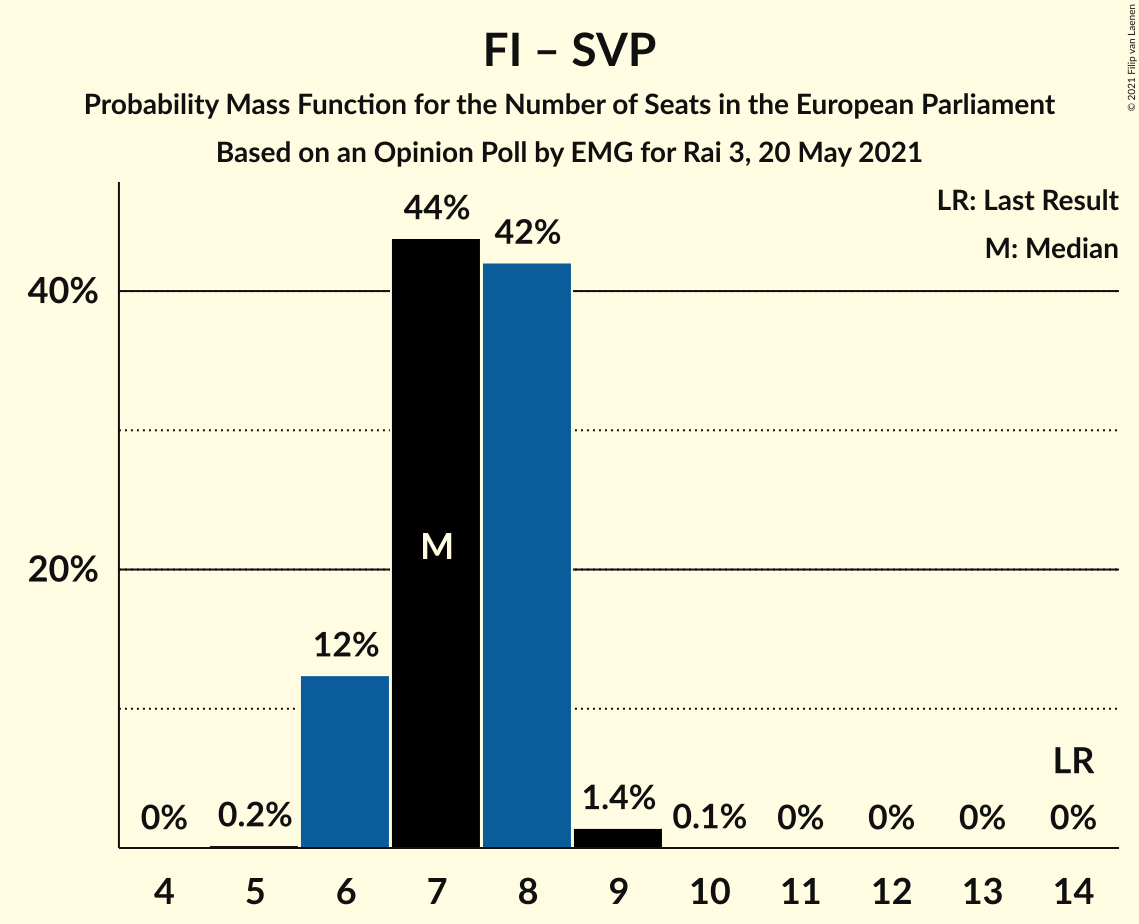 FI – SVP
Probability Mass Function for the Number of Seats in the European Parliament
Based on an Opinion Poll by EMG for Rai 3, 20 May 2021
© 2021 Filip van Laenen
LR: Last Result
M: Median
40%
20%
0%
0.2%
12%
44%
M
42%
1.4%
0.1%
0%
0%
0%
LR
0%
4 5 6 7 8 9 10 11 12 13 14